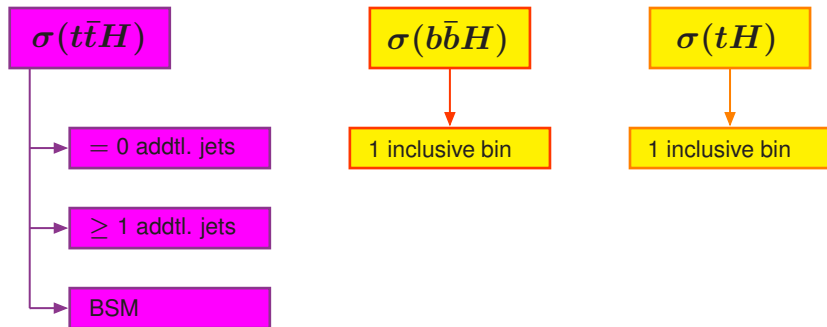 σ(tt̄H)
σ(bb̄H)
σ(tH)
= 0 addtl. jets
1 inclusive bin
1 inclusive bin
≥ 1 addtl. jets
BSM